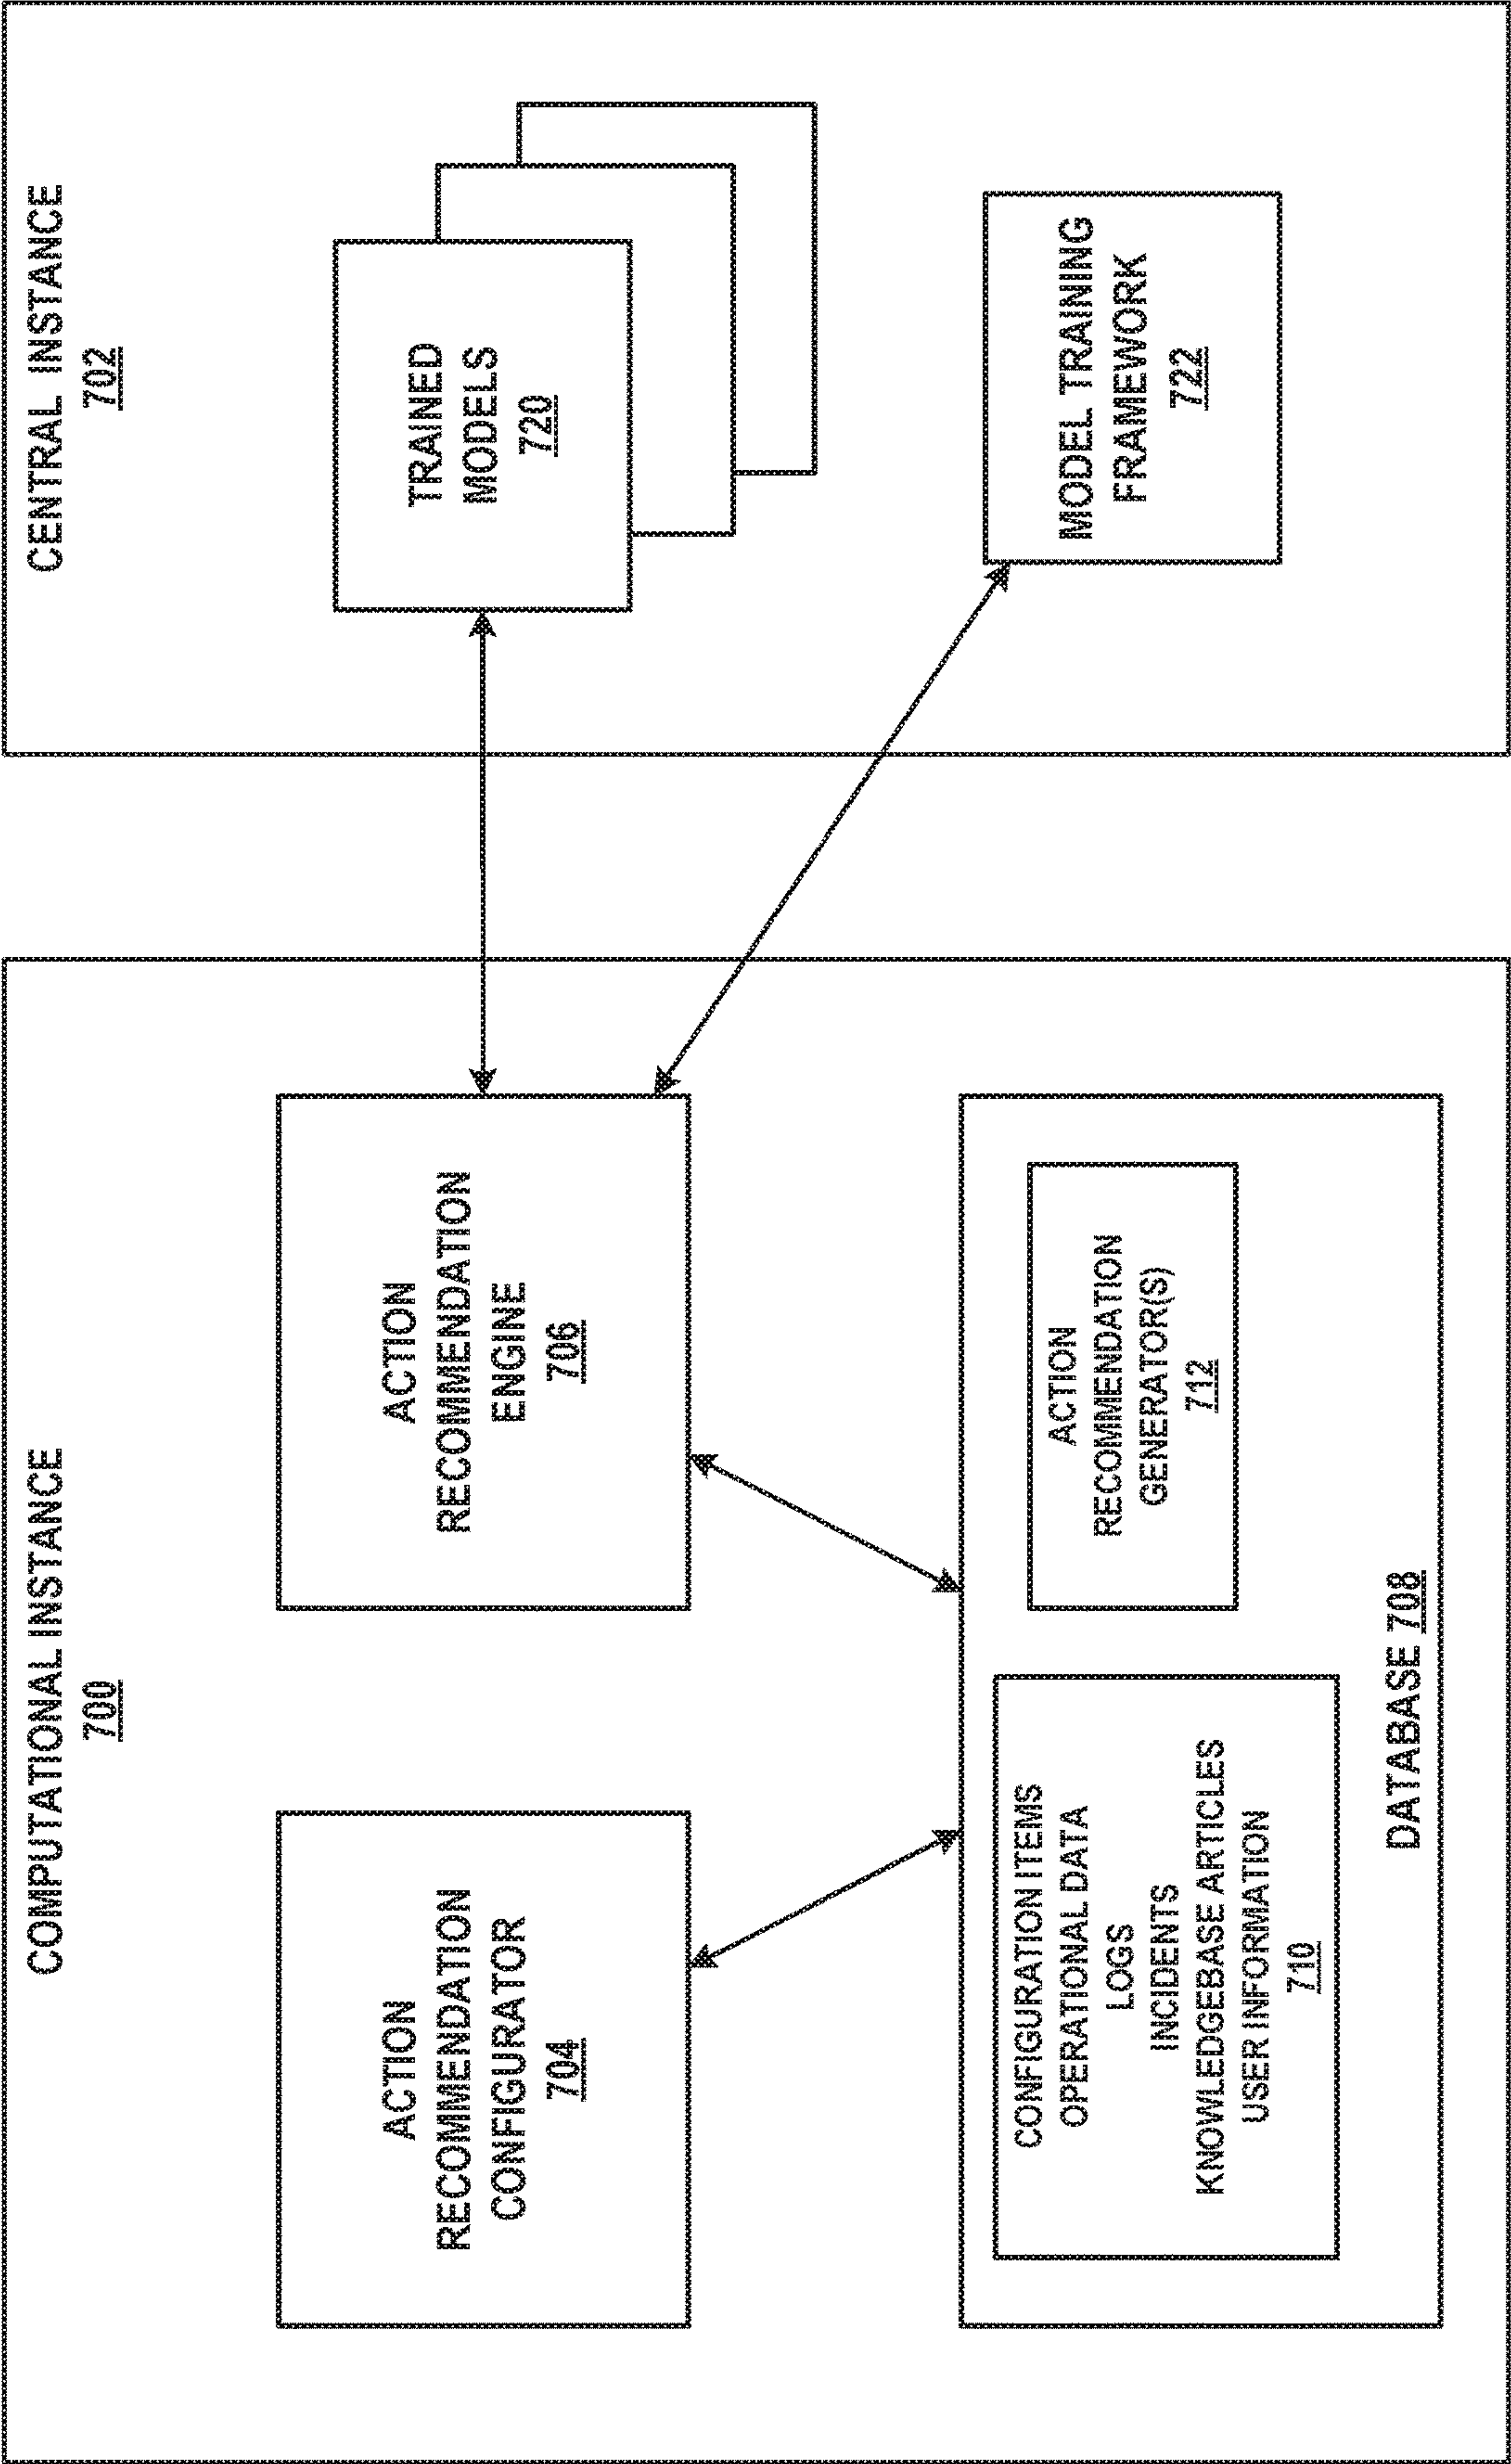 COMPUTATIONAL INSTANCE
700
ACTION
RECOMMENDATION
CONFIGURATOR
704
ACTION
RECOMMENDATION
ENGINE
706
CONFIGURATION ITEMS
OPERATIONAL DATA
LOGS
INCIDENTS
KNOWLEDGEBASE ARTICLES
USER INFORMATION
710
ACTION
RECOMMENDATION
GENERATOR(S)
712
DATABASE 708
CENTRAL INSTANCE
702
TRAINED
MODELS
720
MODEL TRAINING
FRAMEWORK
722